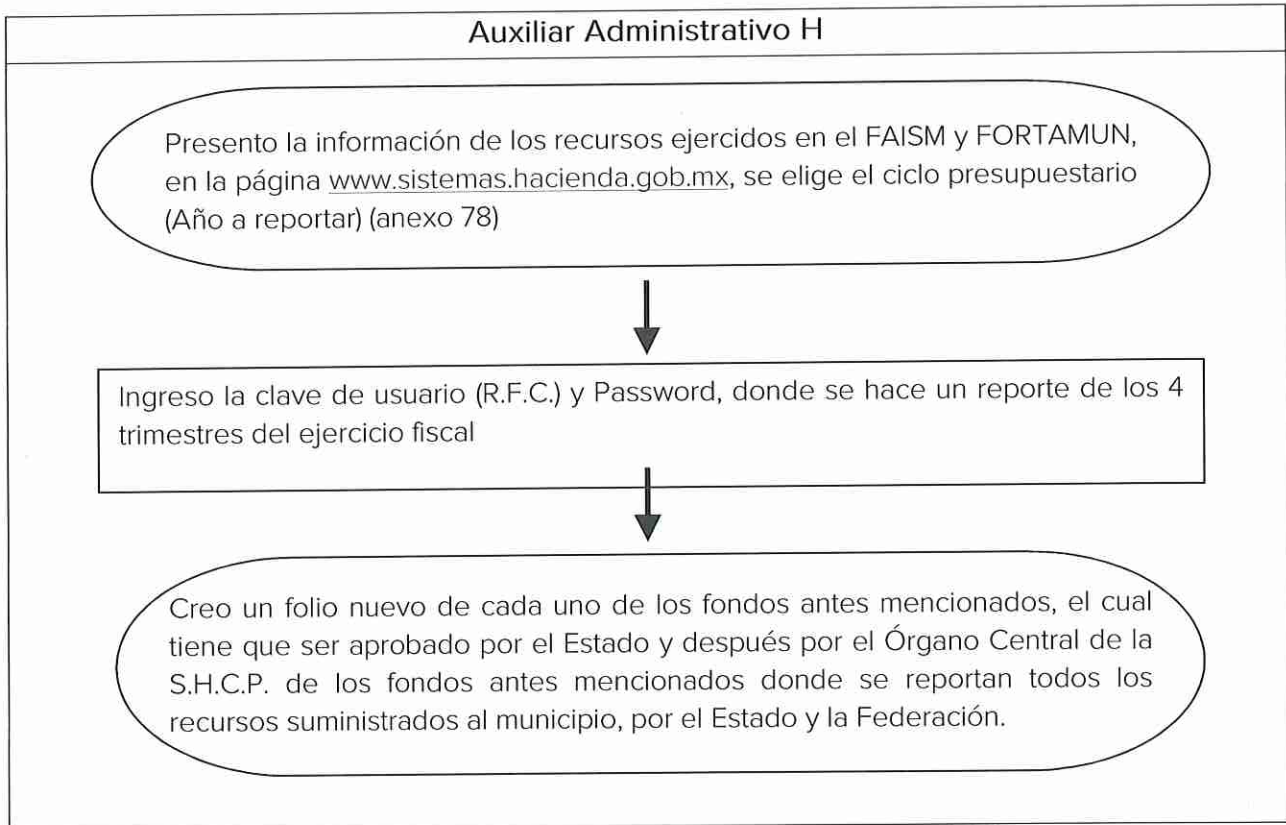 Auxiliar Administrativo H
Presento la información de los recursos ejercidos en el FAISM y FORTAMUN,
en la página www.sistemas.hacienda.gob.mx, se elige el ciclo presupuestario
(Año a reportar) (anexo 78)
Ingreso la clave de usuario (R.F.C.) y Password, donde se hace un reporte de los 4
trimestres del ejercicio fiscal
Creo un folio nuevo de cada uno de los fondos antes mencionados, el cual
tiene que ser aprobado por el Estado y después por el Órgano Central de la
S.H.C.P. de los fondos antes mencionados donde se reportan todos los
recursos suministrados al municipio, por el Estado y la Federación.